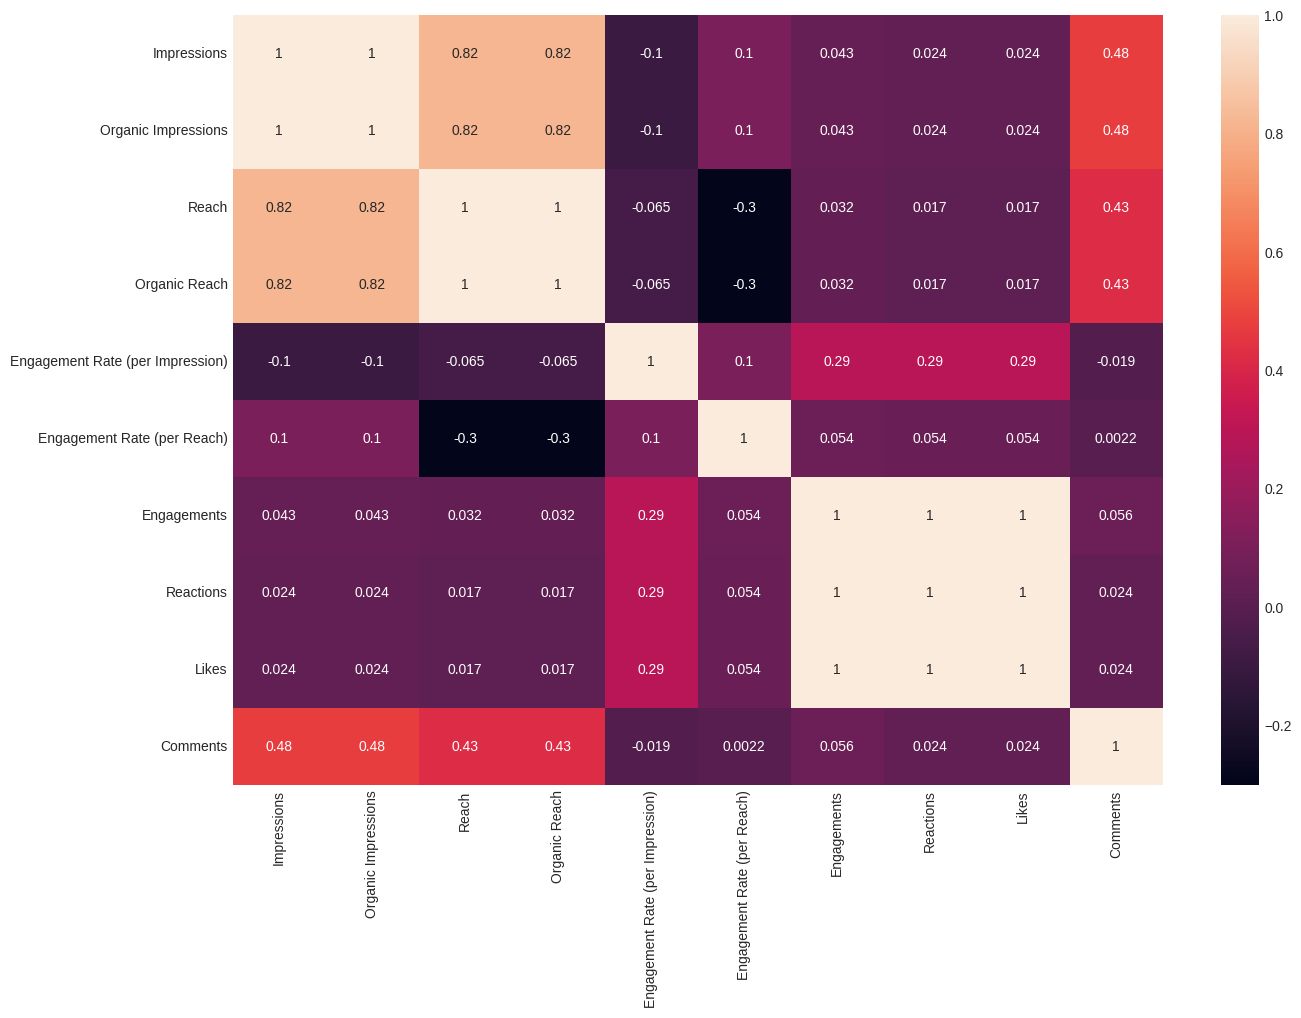 Impressions 1 1 0.82 0.82 -0.1 0.1 0.043 0.024 0.024 0.48
Organic Impressions 1 1 0.82 0.82 -0.1 0.1 0.043 0.024 0.024 0.48
Reach 0.82 0.82 1 1 -0.065 -0.3 0.032 0.017 0.017 0.43
Organic Reach 0.82 0.82 1 1 -0.065 -0.3 0.032 0.017 0.017 0.43
Engagement Rate (per Impression) -0.1 -0.1 -0.065 -0.065 1 0.1 0.29 0.29 0.29 -0.019
Engagement Rate (per Reach) 0.1 0.1 -0.3 -0.3 0.1 1 0.054 0.054 0.054 0.0022
Engagements 0.043 0.043 0.032 0.032 0.29 0.054 1 1 1 0.056
Reactions 0.024 0.024 0.017 0.017 0.29 0.054 1 1 1 0.024
Likes 0.024 0.024 0.017 0.017 0.29 0.054 1 1 1 0.024
Comments 0.48 0.48 0.43 0.43 -0.019 0.0022 0.056 0.024 0.024 1
Impressions
Organic Impressions
Reach
Organic Reach
Engagement Rate (per Impression)
Engagement Rate (per Reach)
Engagements
Reactions
Likes
Comments
1.0
0.8
0.6
0.4
0.2
0.0
−0.2